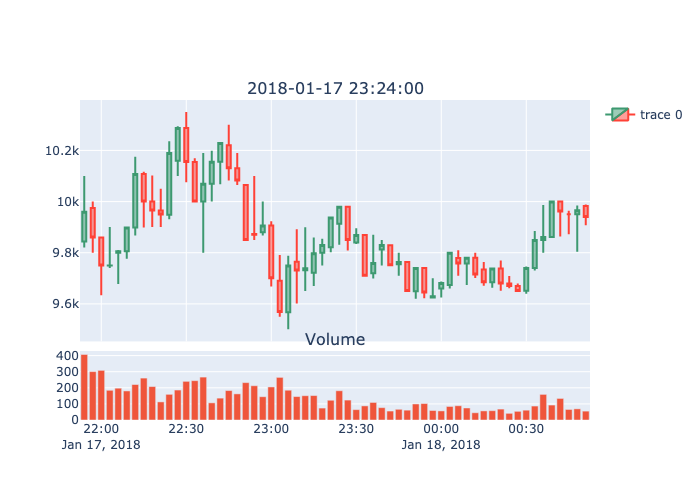 2018-01-17 23:24:00
trace 0
10.2k
10k
9.8k
9.6k
Volume
400
300
200
100
0
22:00 22:30 23:00 23:30 00:00 00:30
Jan 17, 2018 Jan 18, 2018